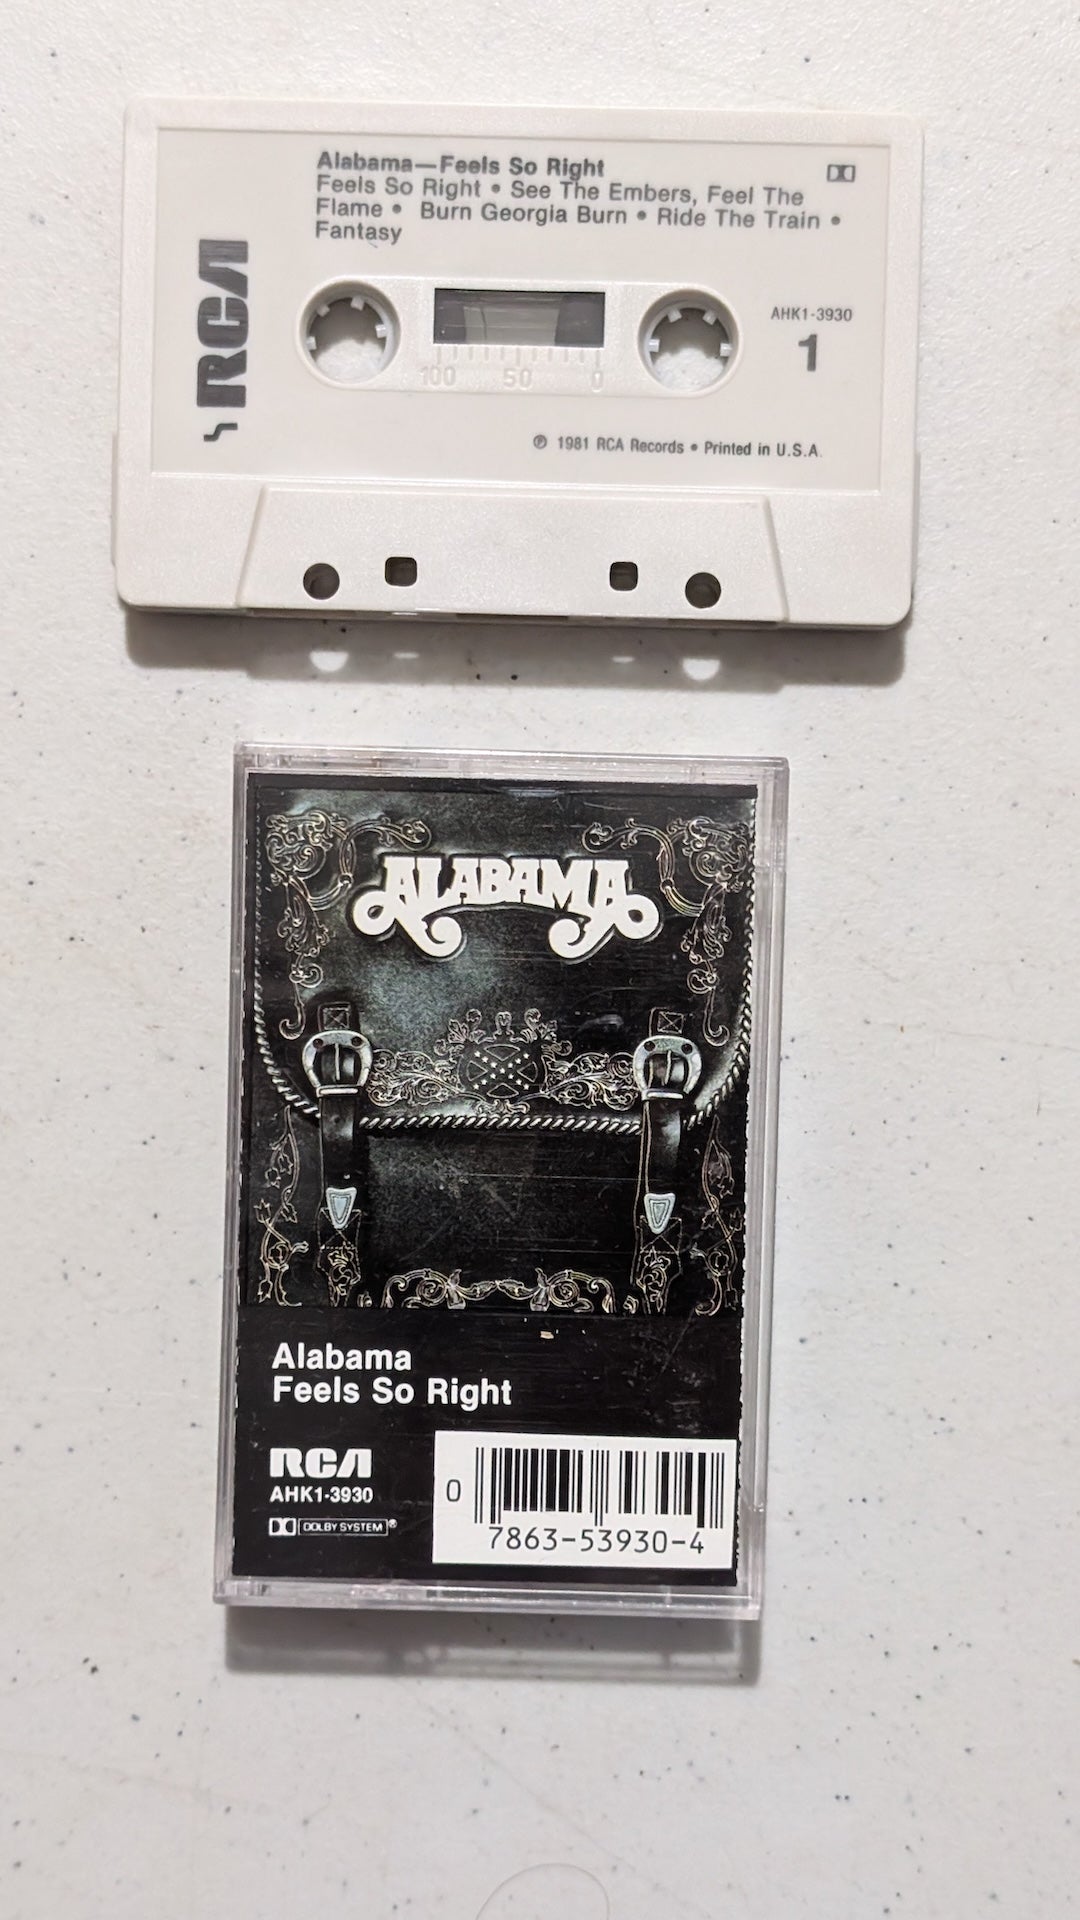 Alabama—Feels So Right
Feels So Right • See The Embers, Feel The
Flame • Burn Georgia Burn • Ride The Train •
Fantasy
RCA
AHK1-3930
1
100 50 0
℗ 1981 RCA Records • Printed in U.S.A.
ALABAMA
Alabama
Feels So Right
RCA
AHK1-3930
DOLBY SYSTEM®
0
7863-53930-4